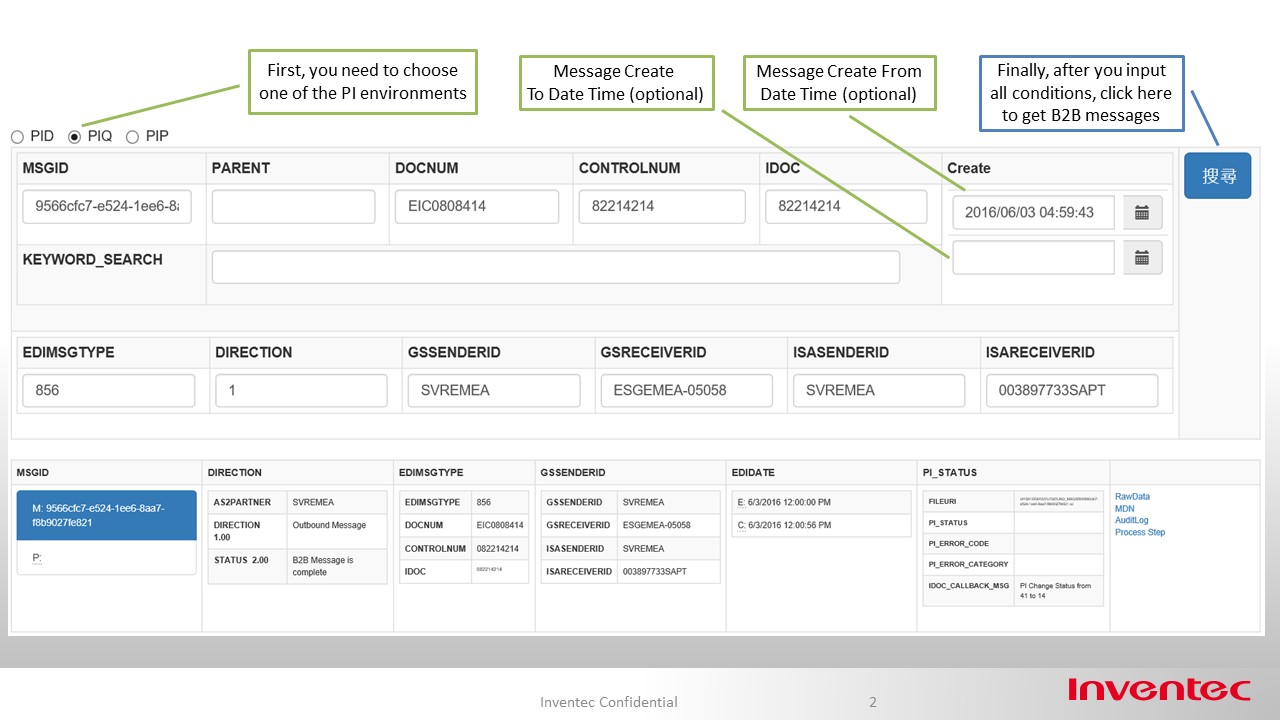 First, you need to choose
one of the PI environments
Message Create
To Date Time (optional)
Message Create From
Date Time (optional)
Finally, after you input
all conditions, click here
to get B2B messages
PID PIQ PIP
MSGID PARENT DOCNUM CONTROLNUM IDOC Create
9566cfc7-e524-1ee6-8a EIC0808414 82214214 82214214 2016/06/03 04:59:43 搜尋
KEYWORD_SEARCH
EDIMSGTYPE DIRECTION GSSENDERID GSRECEIVERID ISASENDERID ISARECEIVERID
856 1 SVREMEA ESGEMEA-05058 SVREMEA 003897733SAPT
MSGID DIRECTION EDIMSGTYPE GSSENDERID EDIDATE PI_STATUS
M: 9566cfc7-e524-1ee6-8aa7-
f8b9027fe821
P:
AS2PARTNER SVREMEA
DIRECTION Outbound Message
1.00
STATUS 2.00 B2B Message is
complete
EDIMSGTYPE 856
DOCNUM EIC0808414
CONTROLNUM 082214214
IDOC 082214214
GSSENDERID SVREMEA
GSRECEIVERID ESGEMEA-05058
ISASENDERID SVREMEA
ISARECEIVERID 003897733SAPT
E: 6/3/2016 12:00:00 PM
C: 6/3/2016 12:00:56 PM
FILEURI
PI_STATUS
PI_ERROR_CODE
PI_ERROR_CATEGORY
IDOC_CALLBACK_MSG PI Change Status from
41 to 14
RawData
MDN
AuditLog
Process Step
Inventec Confidential
2
Inventec